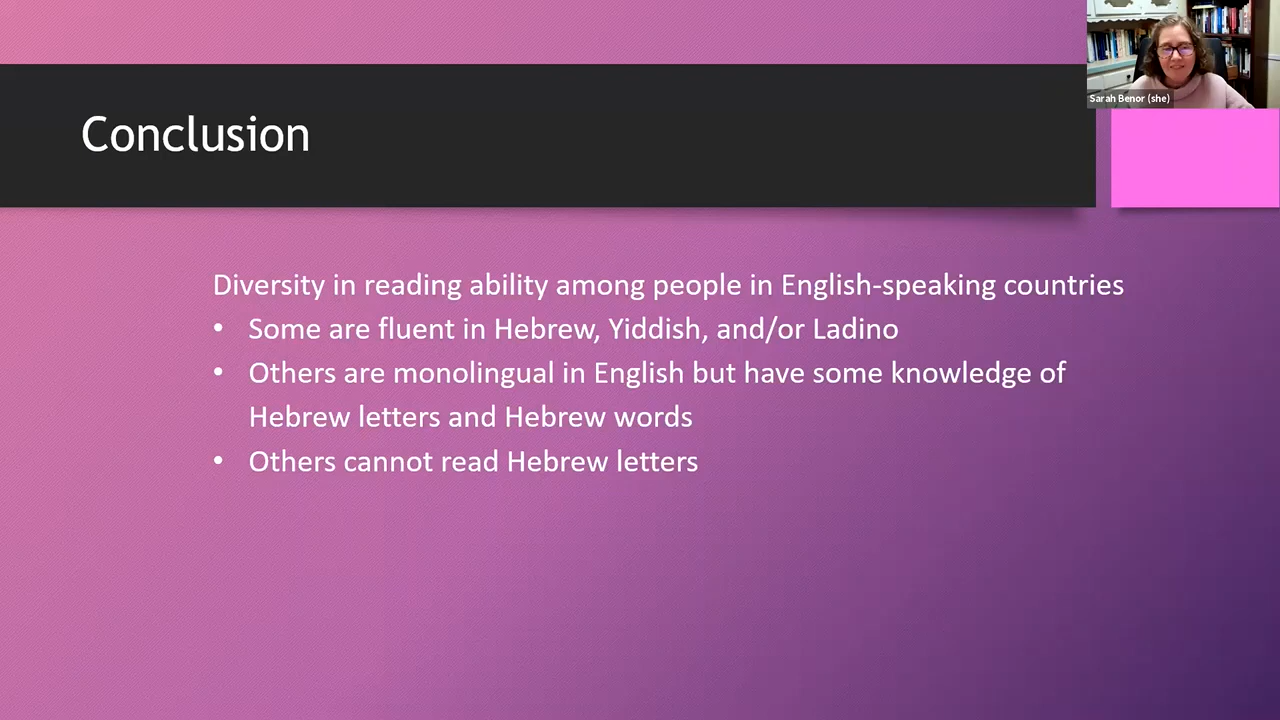 Sarah Benor (she)
Conclusion
Diversity in reading ability among people in English-speaking countries
• Some are fluent in Hebrew, Yiddish, and/or Ladino
• Others are monolingual in English but have some knowledge of
Hebrew letters and Hebrew words
• Others cannot read Hebrew letters